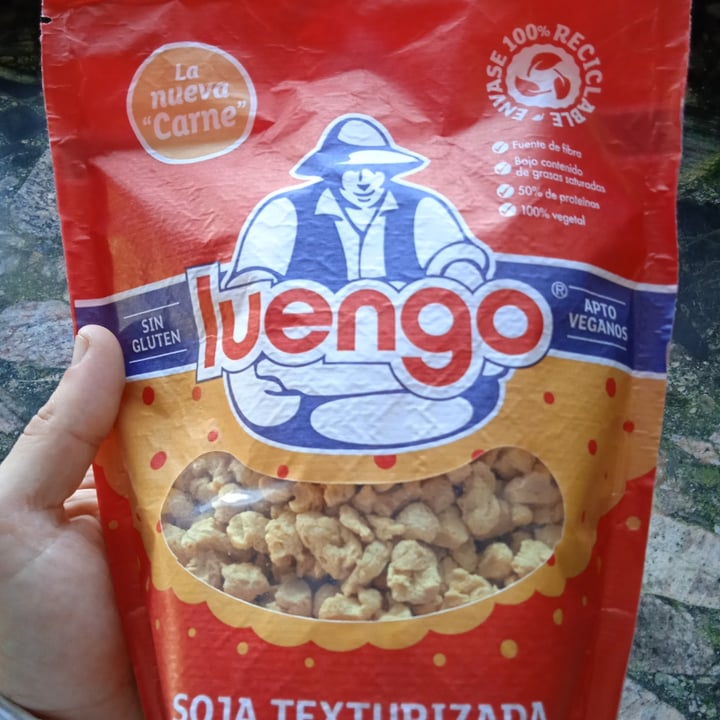 La
nueva
"Carne"
ENVASE 100% RECICLABLE
Fuente de fibra
Bajo contenido
de grasas saturadas
50% de proteínas
100% vegetal
SIN
GLUTEN
luengo®
APTO
VEGANOS
SOJA TEXTURIZADA